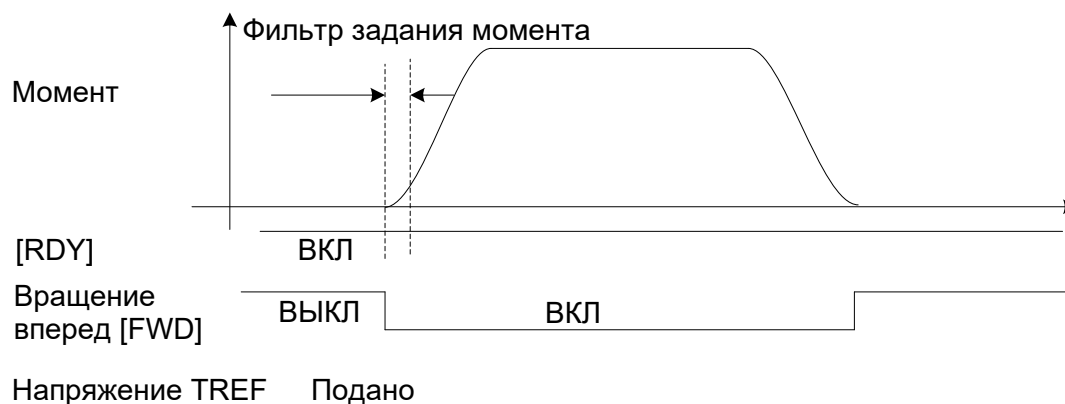 Фильтр задания момента
Момент
[RDY] ВКЛ
Вращение
вперед [FWD] ВЫКЛ ВКЛ
Напряжение TREF Подано